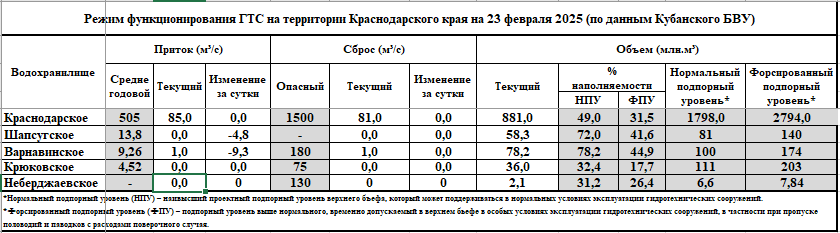 Режим функционирования ГТС на территории Краснодарского края на 23 февраля 2025 (по данным Кубанского БВУ)
Водохранилище Приток (м³/с) Сброс (м³/с) Объем (млн.м³)
Средне годовой Текущий Изменение за сутки Опасный Текущий Изменение за сутки Текущий % наполняемости Нормальный подпорный уровень* Форсированный подпорный уровень*
НПУ ФПУ
Краснодарское 505 85,0 0,0 1500 81,0 0,0 881,0 49,0 31,5 1798,0 2794,0
Шапсугское 13,8 0,0 -4,8 - 0,0 0,0 58,3 72,0 41,6 81 140
Варнавинское 9,26 1,0 -9,3 180 1,0 0,0 78,2 78,2 44,9 100 174
Крюковское 4,52 0,0 0,0 75 0,0 0,0 36,0 32,4 17,7 111 203
Неберджаевское - 0,0 0 130 0 0 2,1 31,2 26,4 6,6 7,84
*Нормальный подпорный уровень (НПУ) – наивысший проектный подпорный уровень верхнего бьефа, который может поддерживаться в нормальных условиях эксплуатации гидротехнических сооружений.
*Форсированный подпорный уровень (ФПУ) – подпорный уровень выше нормального, временно допускаемый в верхнем бьефе в особых условиях эксплуатации гидротехнических сооружений, в частности при пропуске
половодий и паводков с расходами поверочного случая.